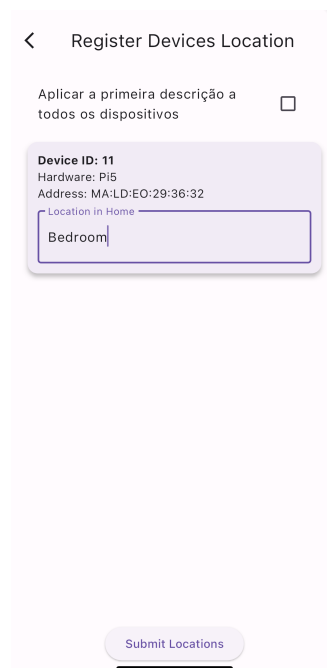 Register Devices Location
Aplicar a primeira descrição a
todos os dispositivos
Device ID: 11
Hardware: Pi5
Address: MA:LD:EO:29:36:32
Location in Home
Bedroom
Submit Locations